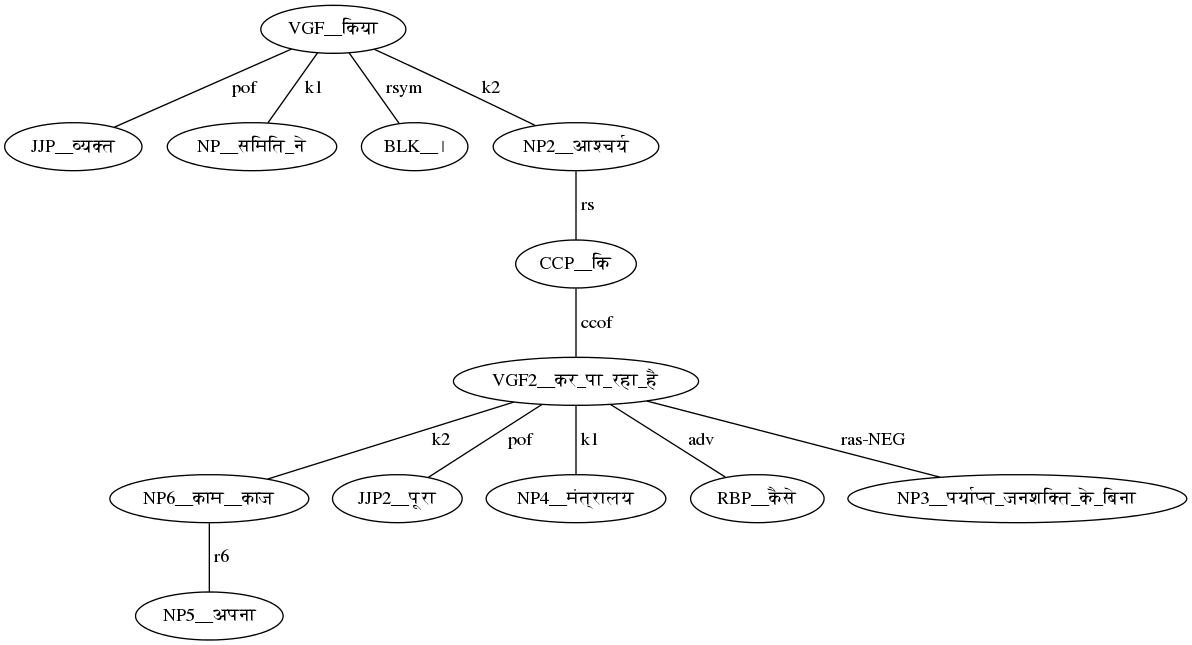 VGF__किया
pof k1 rsym k2
JJP__व्यक्त NP__समिति_ने BLK__। NP2__आश्चर्य
rs
CCP__कि
ccof
VGF2__कर_पा_रहा_है
k2 pof k1 adv ras-NEG
NP6__काम__काज JJP2__पूरा NP4__मंत्रालय RBP__कैसे NP3__पर्याप्त_जनशक्ति_के_बिना
r6
NP5__अपना